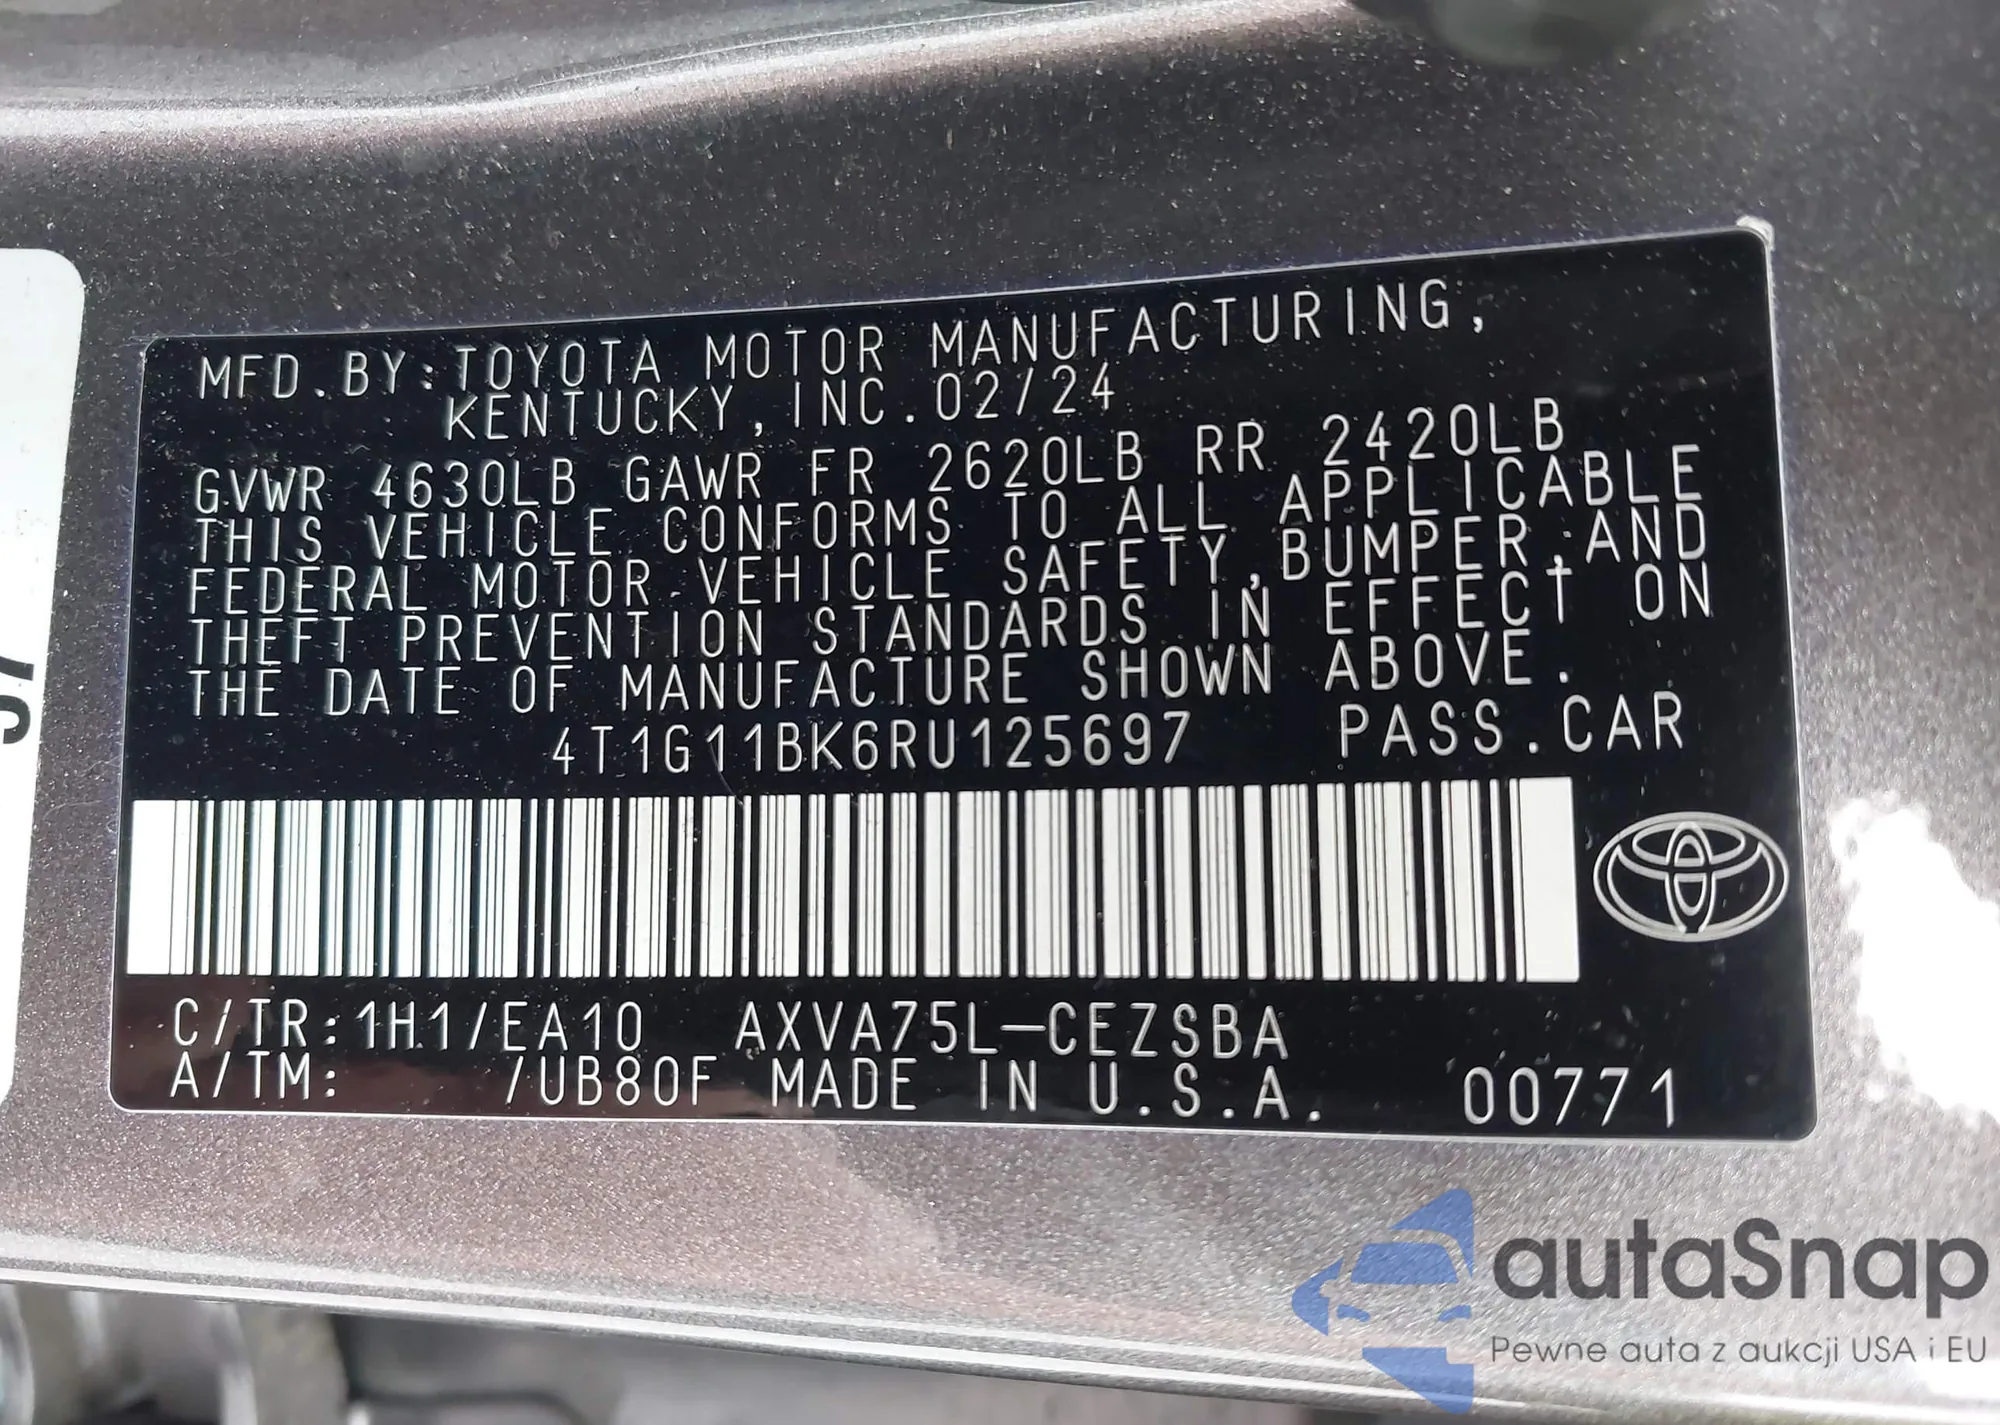 MFD.BY:TOYOTA MOTOR MANUFACTURING,
KENTUCKY,INC.02/24
GVWR 4630LB GAWR FR 2620LB RR 2420LB
THIS VEHICLE CONFORMS TO ALL APPLICABLE
FEDERAL MOTOR VEHICLE SAFETY,BUMPER,AND
THEFT PREVENTION STANDARDS IN EFFECT ON
THE DATE OF MANUFACTURE SHOWN ABOVE.
4T1G11BK6RU125697 PASS.CAR
C/TR:1H1/EA10 AXVA75L-CEZSBA
A/TM: /UB80F MADE IN U.S.A. 00771
autaSnap
Pewne auta z aukcji USA i EU